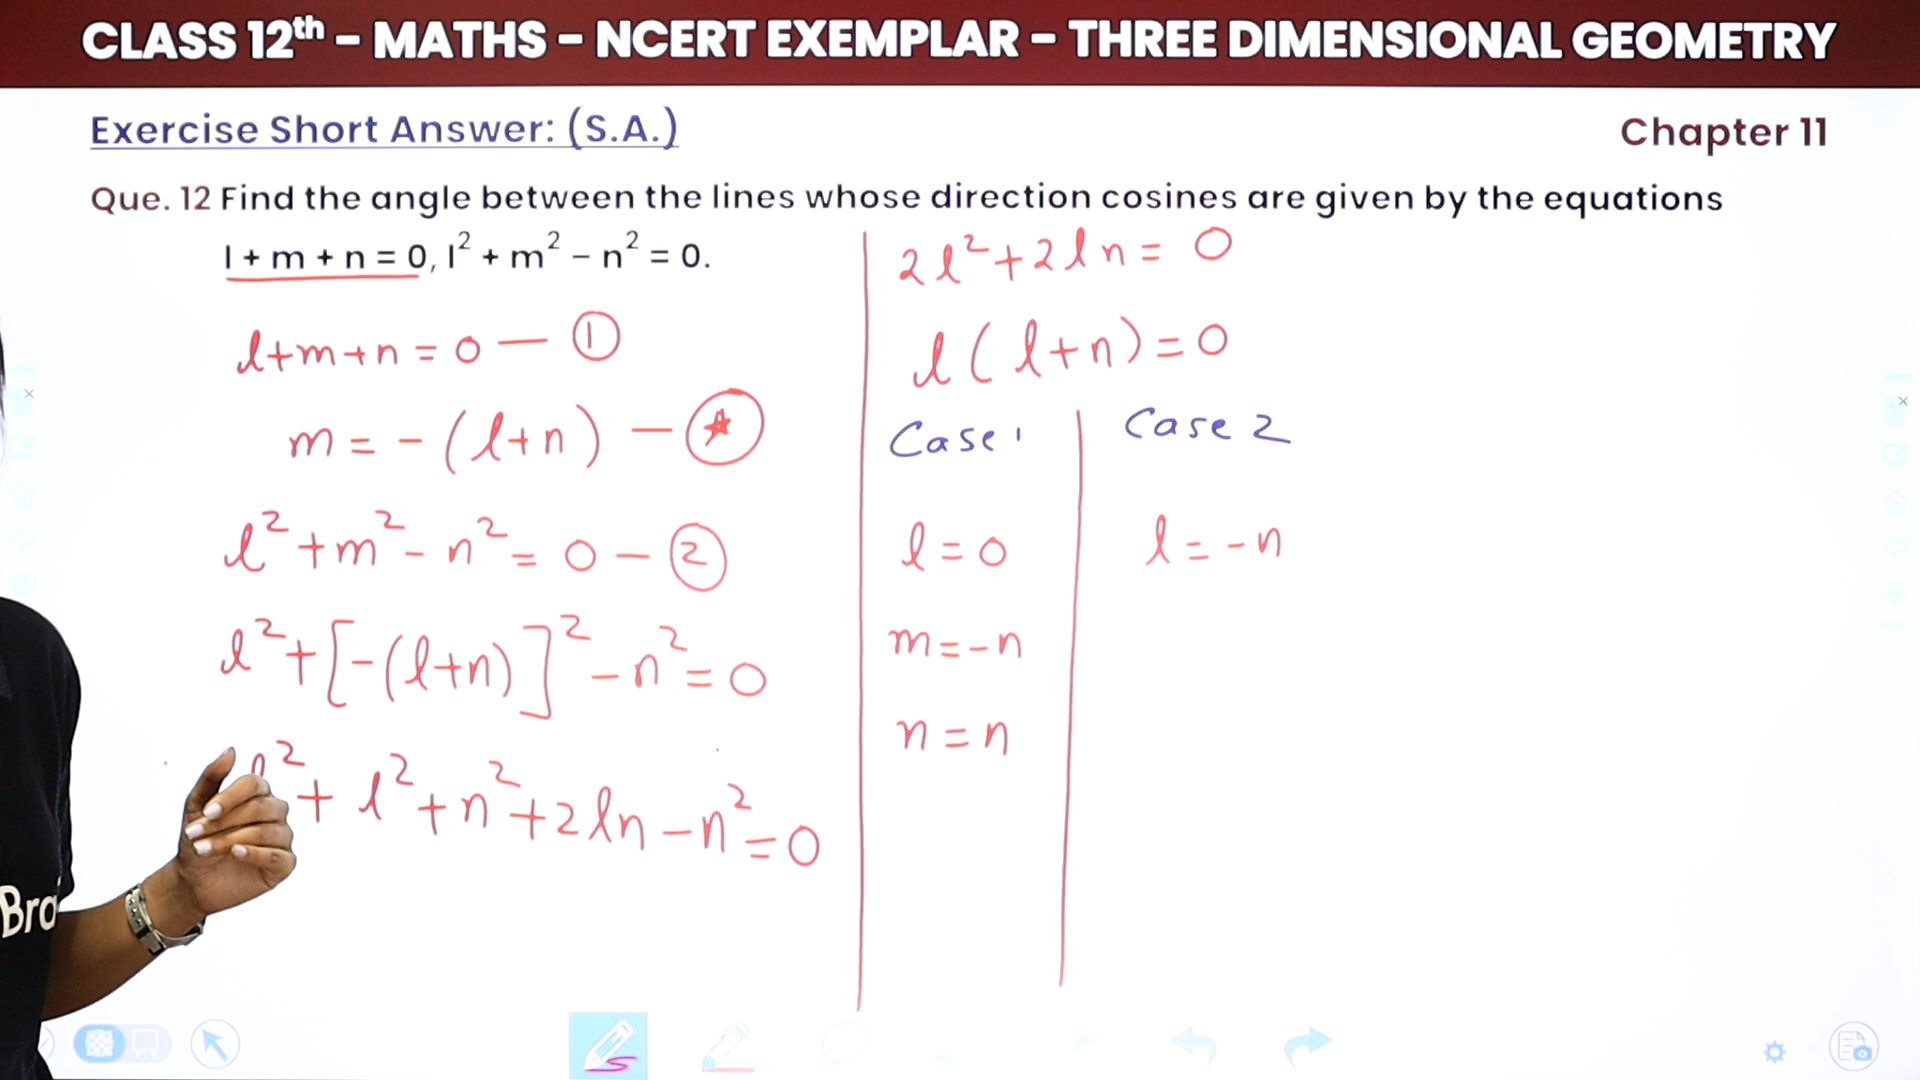 CLASS 12th – MATHS – NCERT EXEMPLAR – THREE DIMENSIONAL GEOMETRY
Exercise Short Answer: (S.A.)
Chapter 11
Que. 12 Find the angle between the lines whose direction cosines are given by the equations
l + m + n = 0, l² + m² – n² = 0.
l+m+n = 0 — ①
m = -(l+n) — ★
l² + m² - n² = 0 — ②
l² + [-(l+n)]² - n² = 0
l² + l² + n² + 2ln - n² = 0
2l² + 2ln = 0
l(l+n) = 0
Case 1
l = 0
m = -n
n = n
Case 2
l = -n
Bra